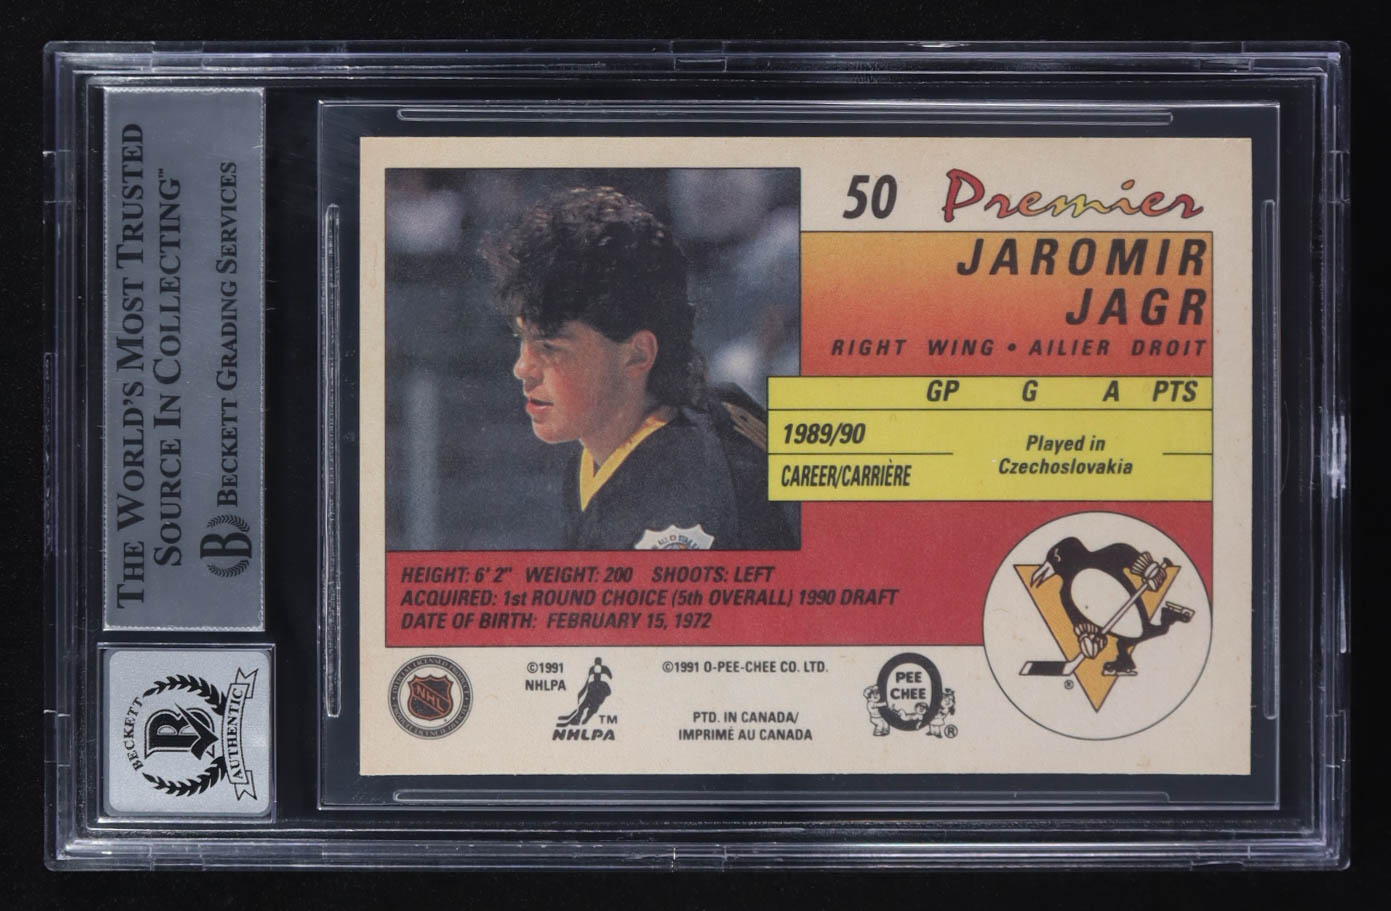 THE WORLD'S MOST TRUSTED
SOURCE IN COLLECTING™
B BECKETT GRADING SERVICES
BECKETT
B
AUTHENTIC
50 Premier
JAROMIR
JAGR
RIGHT WING • AILIER DROIT
GP G A PTS
1989/90
CAREER/CARRIÈRE
Played in
Czechoslovakia
HEIGHT: 6' 2" WEIGHT: 200 SHOOTS: LEFT
ACQUIRED: 1st ROUND CHOICE (5th OVERALL) 1990 DRAFT
DATE OF BIRTH: FEBRUARY 15, 1972
NHL
©1991
NHLPA
TM
NHLPA
©1991 O-PEE-CHEE CO. LTD.
PTD. IN CANADA/
IMPRIMÉ AU CANADA
O
PEE
CHEE
®
®